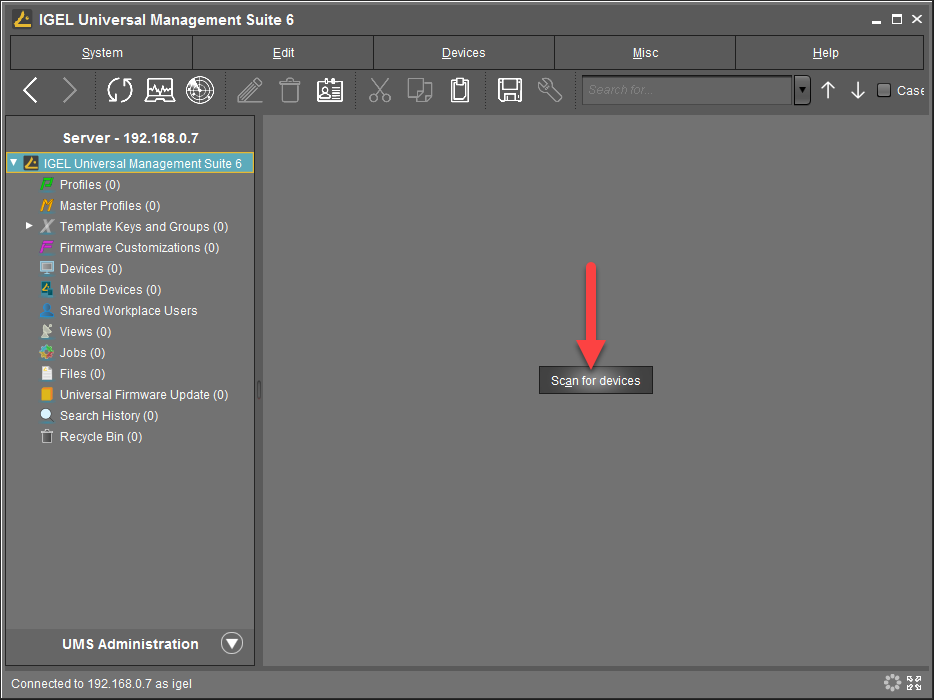 IGEL Universal Management Suite 6
System Edit Devices Misc Help
Search for... Case
Server - 192.168.0.7
IGEL Universal Management Suite 6
Profiles (0)
Master Profiles (0)
Template Keys and Groups (0)
Firmware Customizations (0)
Devices (0)
Mobile Devices (0)
Shared Workplace Users
Views (0)
Jobs (0)
Files (0)
Universal Firmware Update (0)
Search History (0)
Recycle Bin (0)
Scan for devices
UMS Administration
Connected to 192.168.0.7 as igel